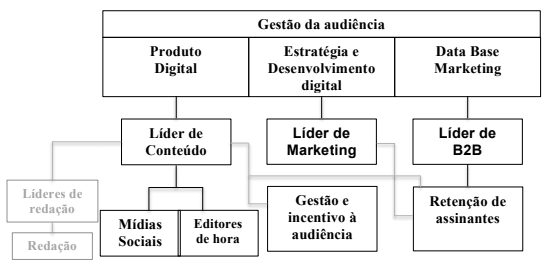 Gestão da audiência
Produto
Digital
Estratégia e
Desenvolvimento
digital
Data Base
Marketing
Líder de
Conteúdo
Líder de
Marketing
Líder de
B2B
Líderes de
redação
Redação
Mídias
Sociais
Editores
de hora
Gestão e
incentivo à
audiência
Retenção de
assinantes